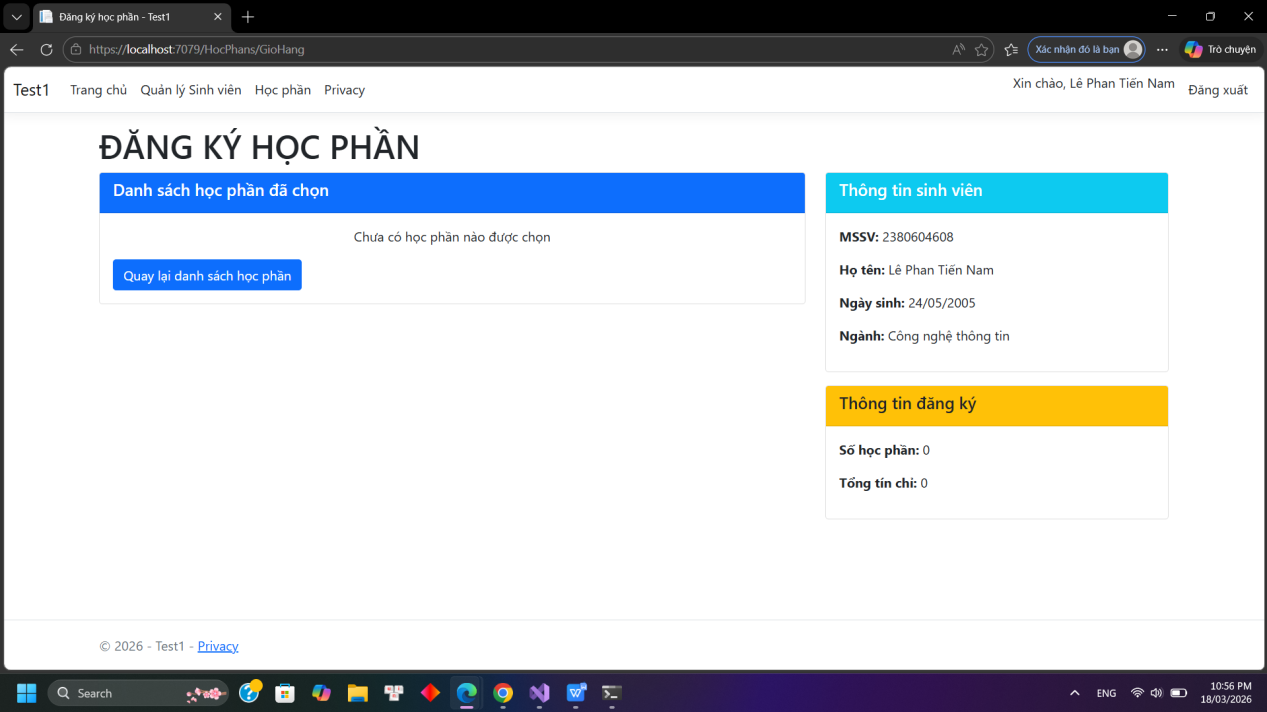 Đăng ký học phần - Test1
https://localhost:7079/HocPhans/GioHang
Xác nhận đó là bạn
Trò chuyện
Test1 Trang chủ Quản lý Sinh viên Học phần Privacy
Xin chào, Lê Phan Tiến Nam Đăng xuất
ĐĂNG KÝ HỌC PHẦN
Danh sách học phần đã chọn
Chưa có học phần nào được chọn
Quay lại danh sách học phần
Thông tin sinh viên
MSSV: 2380604608
Họ tên: Lê Phan Tiến Nam
Ngày sinh: 24/05/2005
Ngành: Công nghệ thông tin
Thông tin đăng ký
Số học phần: 0
Tổng tín chỉ: 0
© 2026 - Test1 - Privacy
Search
ENG
10:56 PM
18/03/2026